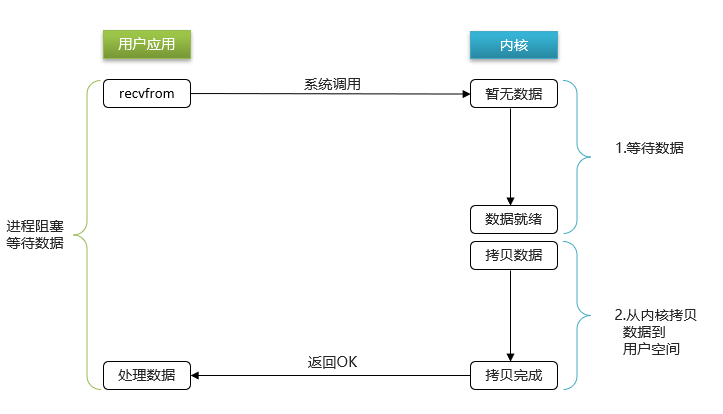 用户应用
内核
recvfrom
系统调用
暂无数据
1.等待数据
数据就绪
进程阻塞
等待数据
拷贝数据
2.从内核拷贝
数据到
用户空间
处理数据
返回OK
拷贝完成